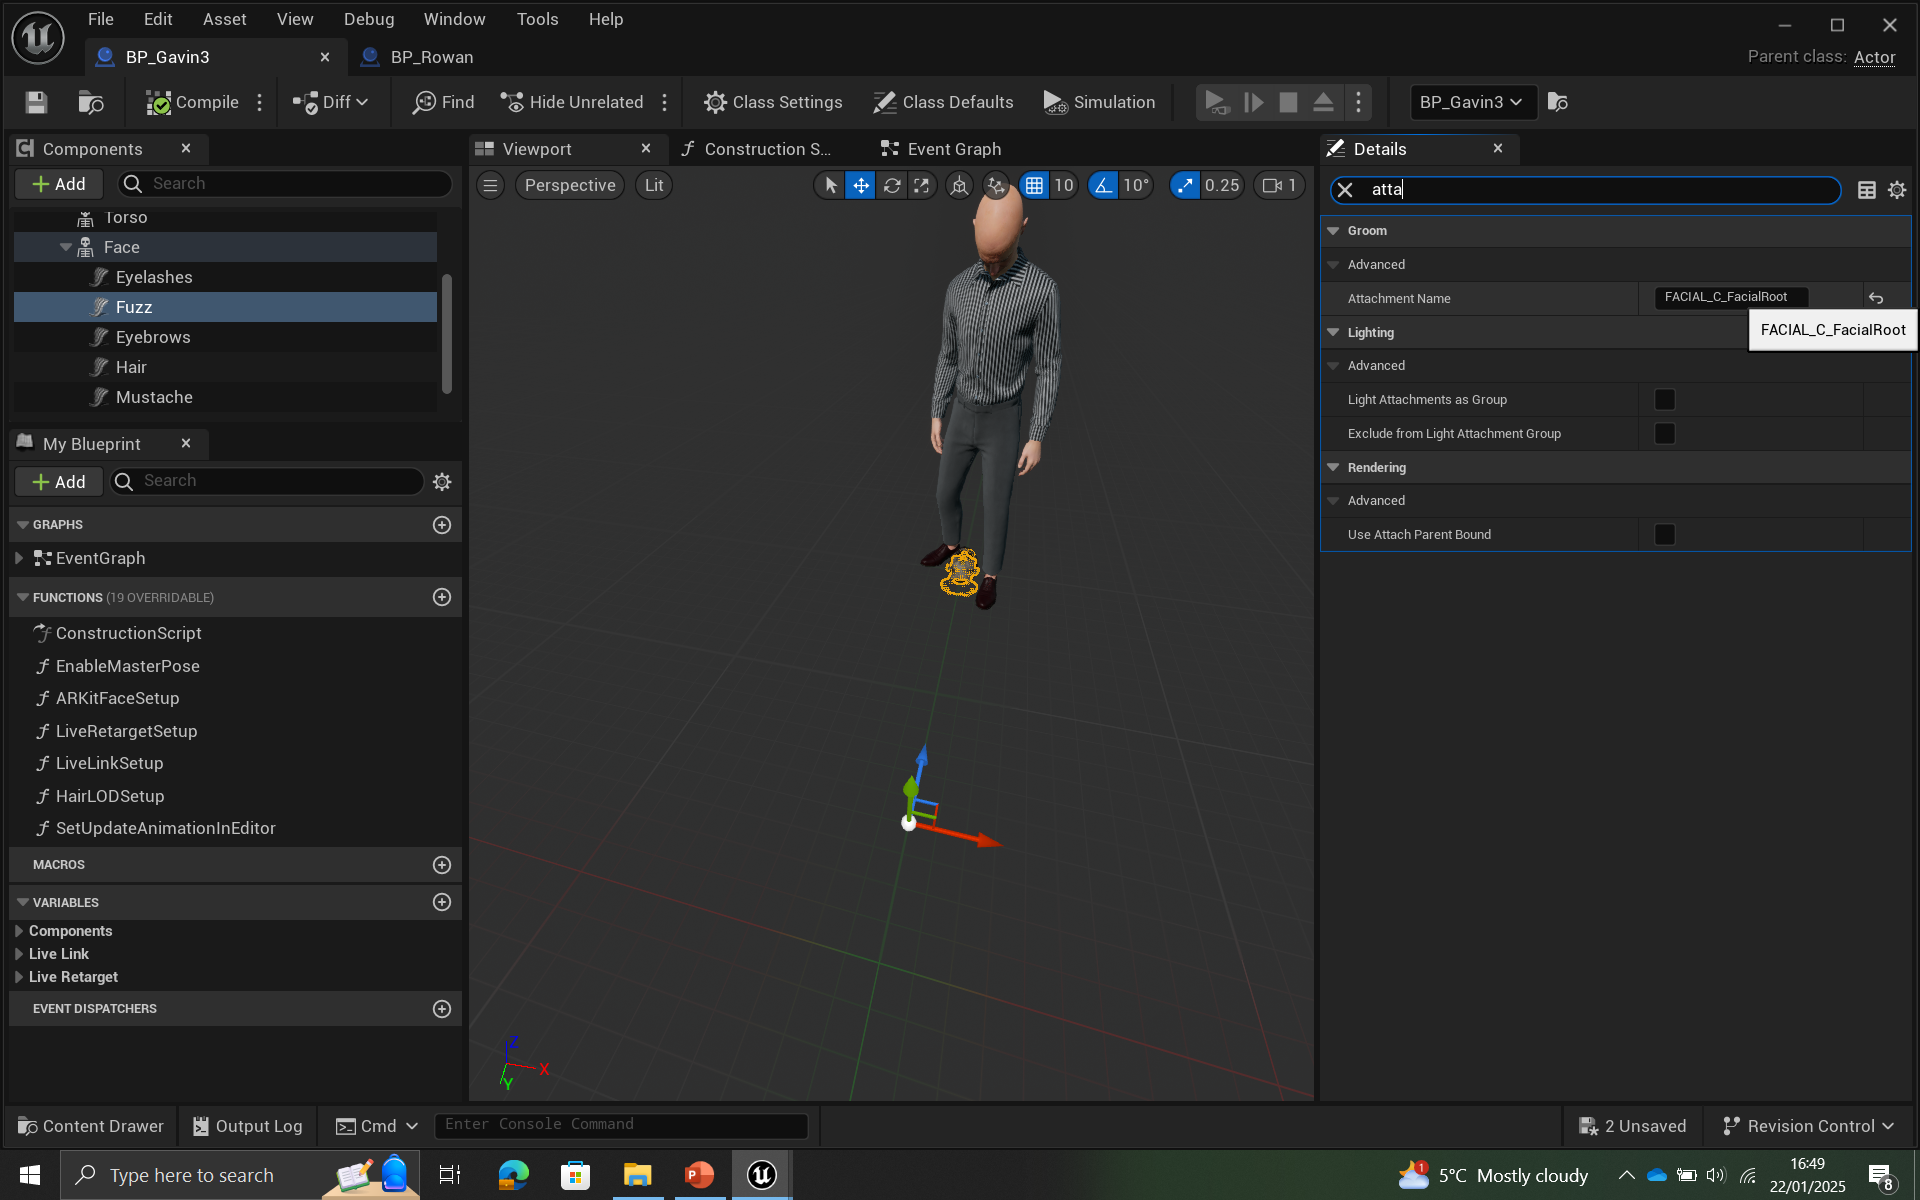 File Edit Asset View Debug Window Tools Help
BP_Gavin3
BP_Rowan
Parent class: Actor
Compile
Diff
Find
Hide Unrelated
Class Settings
Class Defaults
Simulation
BP_Gavin3
Components
Add
Search
Torso
Face
Eyelashes
Fuzz
Eyebrows
Hair
Mustache
My Blueprint
Add
Search
GRAPHS
EventGraph
FUNCTIONS (19 OVERRIDABLE)
ConstructionScript
EnableMasterPose
ARKitFaceSetup
LiveRetargetSetup
LiveLinkSetup
HairLODSetup
SetUpdateAnimationInEditor
MACROS
VARIABLES
Components
Live Link
Live Retarget
EVENT DISPATCHERS
Viewport
Construction S...
Event Graph
Perspective
Lit
10
10°
0.25
1
Z
X
Y
Details
atta
Groom
Advanced
Attachment Name
FACIAL_C_FacialRoot
FACIAL_C_FacialRoot
Lighting
Advanced
Light Attachments as Group
Exclude from Light Attachment Group
Rendering
Advanced
Use Attach Parent Bound
Content Drawer
Output Log
Cmd
Enter Console Command
2 Unsaved
Revision Control
Type here to search
P
1
5°C Mostly cloudy
16:49
22/01/2025
8